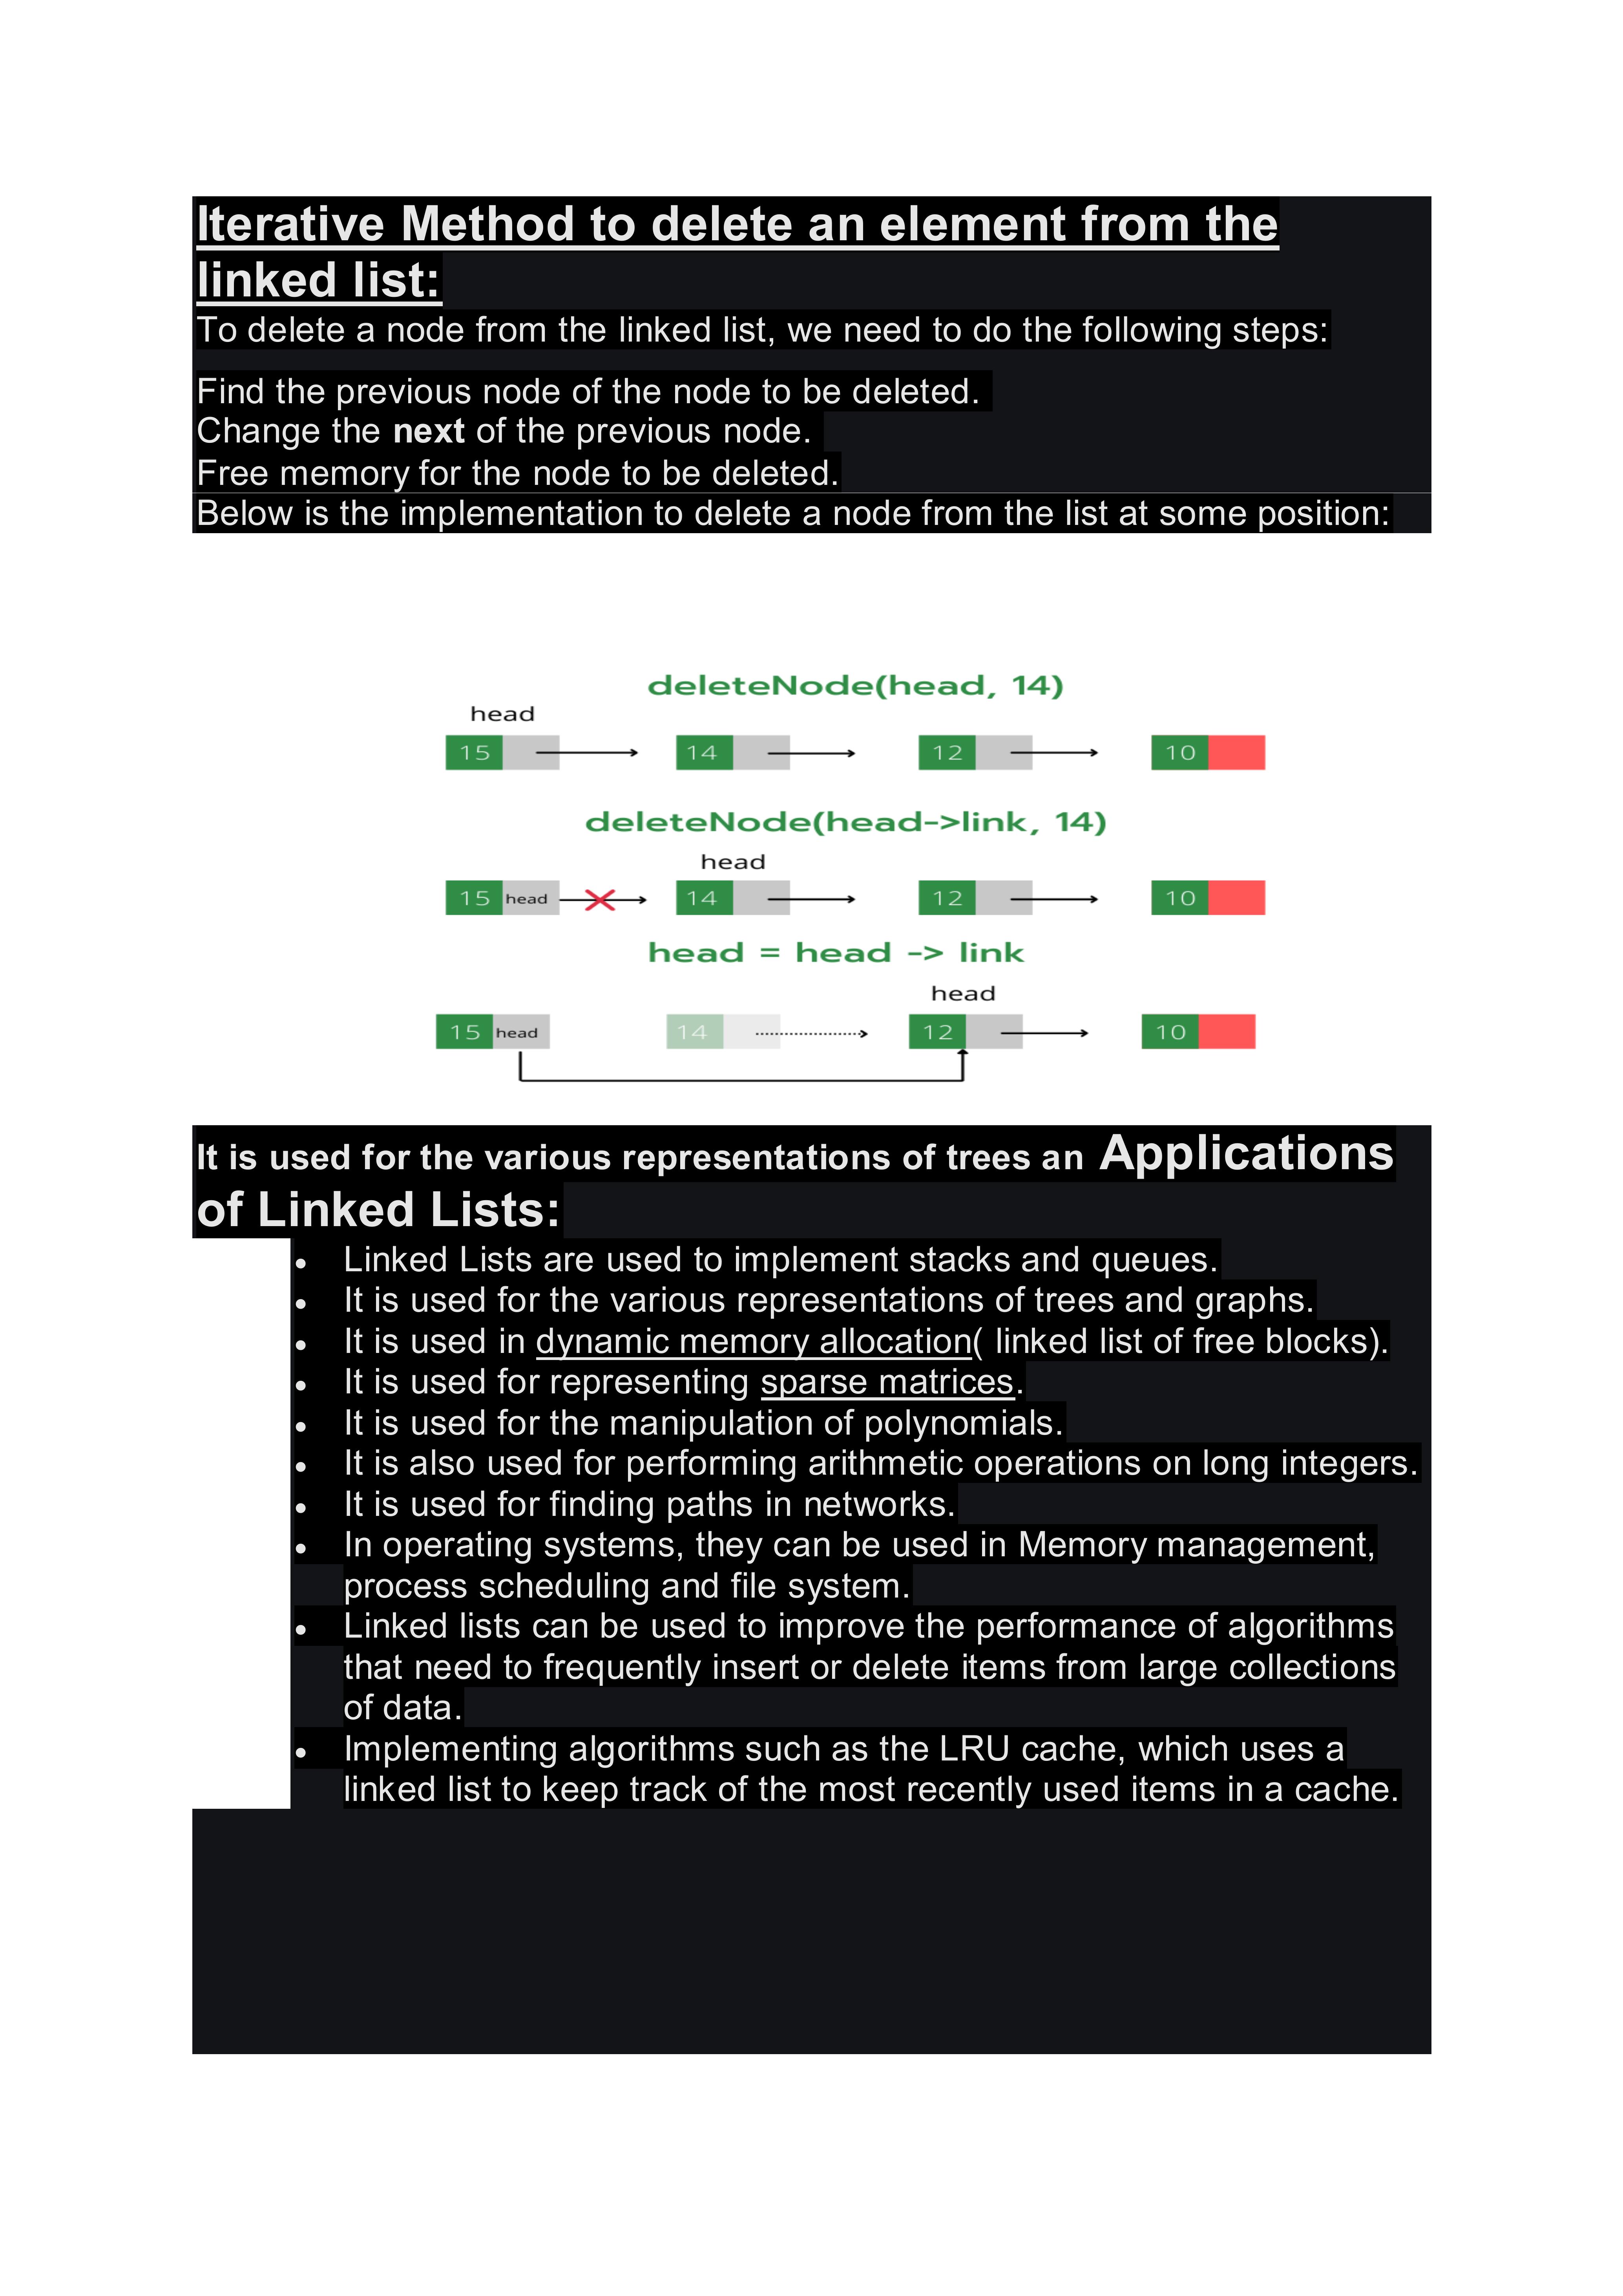 Iterative Method to delete an element from the
linked list:
To delete a node from the linked list, we need to do the following steps:
Find the previous node of the node to be deleted.
Change the next of the previous node.
Free memory for the node to be deleted.
Below is the implementation to delete a node from the list at some position:
deleteNode(head, 14)
head
15 14 12 10
deleteNode(head->link, 14)
head
15 head 14 12 10
head = head -> link
head
15 head 14 12 10
It is used for the various representations of trees an Applications
of Linked Lists:
• Linked Lists are used to implement stacks and queues.
• It is used for the various representations of trees and graphs.
• It is used in dynamic memory allocation( linked list of free blocks).
• It is used for representing sparse matrices.
• It is used for the manipulation of polynomials.
• It is also used for performing arithmetic operations on long integers.
• It is used for finding paths in networks.
• In operating systems, they can be used in Memory management,
process scheduling and file system.
• Linked lists can be used to improve the performance of algorithms
that need to frequently insert or delete items from large collections
of data.
• Implementing algorithms such as the LRU cache, which uses a
linked list to keep track of the most recently used items in a cache.